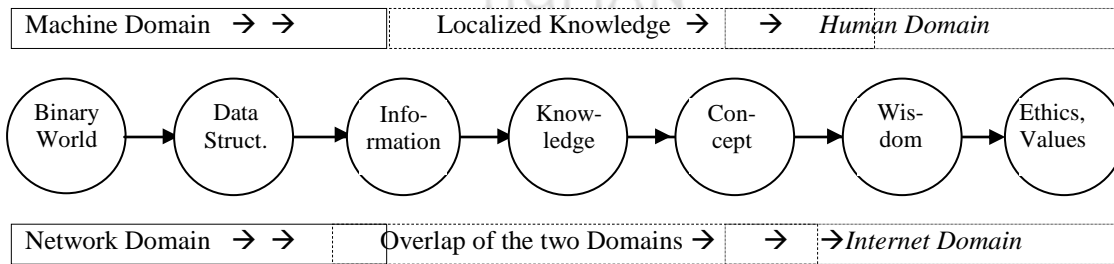 HUMAN
Machine Domain → → Localized Knowledge → → Human Domain
Binary World
Data Struct.
Info-rmation
Know-ledge
Con-cept
Wis-dom
Ethics, Values
Network Domain → → Overlap of the two Domains → → →Internet Domain